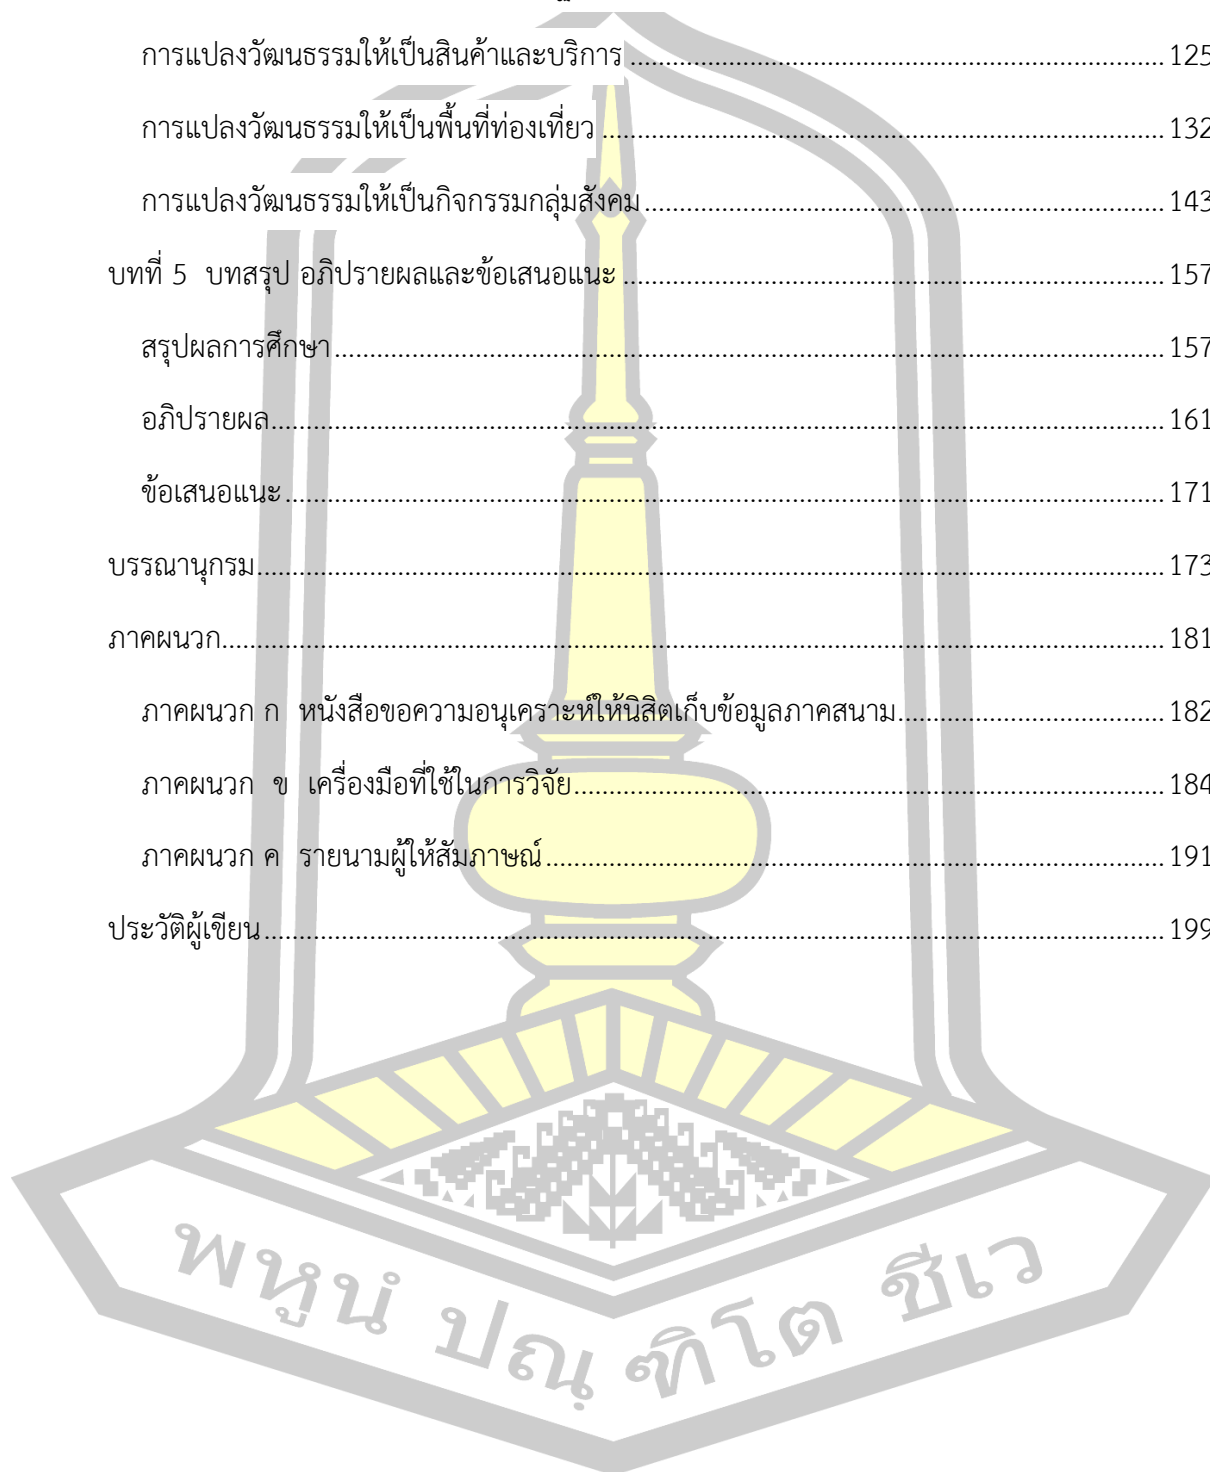 การแปลงวัฒนธรรมให้เป็นสินค้าและบริการ ........................................................................ 125
การแปลงวัฒนธรรมให้เป็นพื้นที่ท่องเที่ยว ........................................................................ 132
การแปลงวัฒนธรรมให้เป็นกิจกรรมกลุ่มสังคม ........................................................................ 143
บทที่ 5 บทสรุป อภิปรายผลและข้อเสนอแนะ ........................................................................ 157
สรุปผลการศึกษา ........................................................................ 157
อภิปรายผล ........................................................................ 161
ข้อเสนอแนะ ........................................................................ 171
บรรณานุกรม ........................................................................ 173
ภาคผนวก ........................................................................ 181
ภาคผนวก ก หนังสือขอความอนุเคราะห์ให้นิสิตเก็บข้อมูลภาคสนาม ........................................................................ 182
ภาคผนวก ข เครื่องมือที่ใช้ในการวิจัย ........................................................................ 184
ภาคผนวก ค รายนามผู้ให้สัมภาษณ์ ........................................................................ 191
ประวัติผู้เขียน ........................................................................ 199
พหูนํ ปณฺฑิโต ชีเว